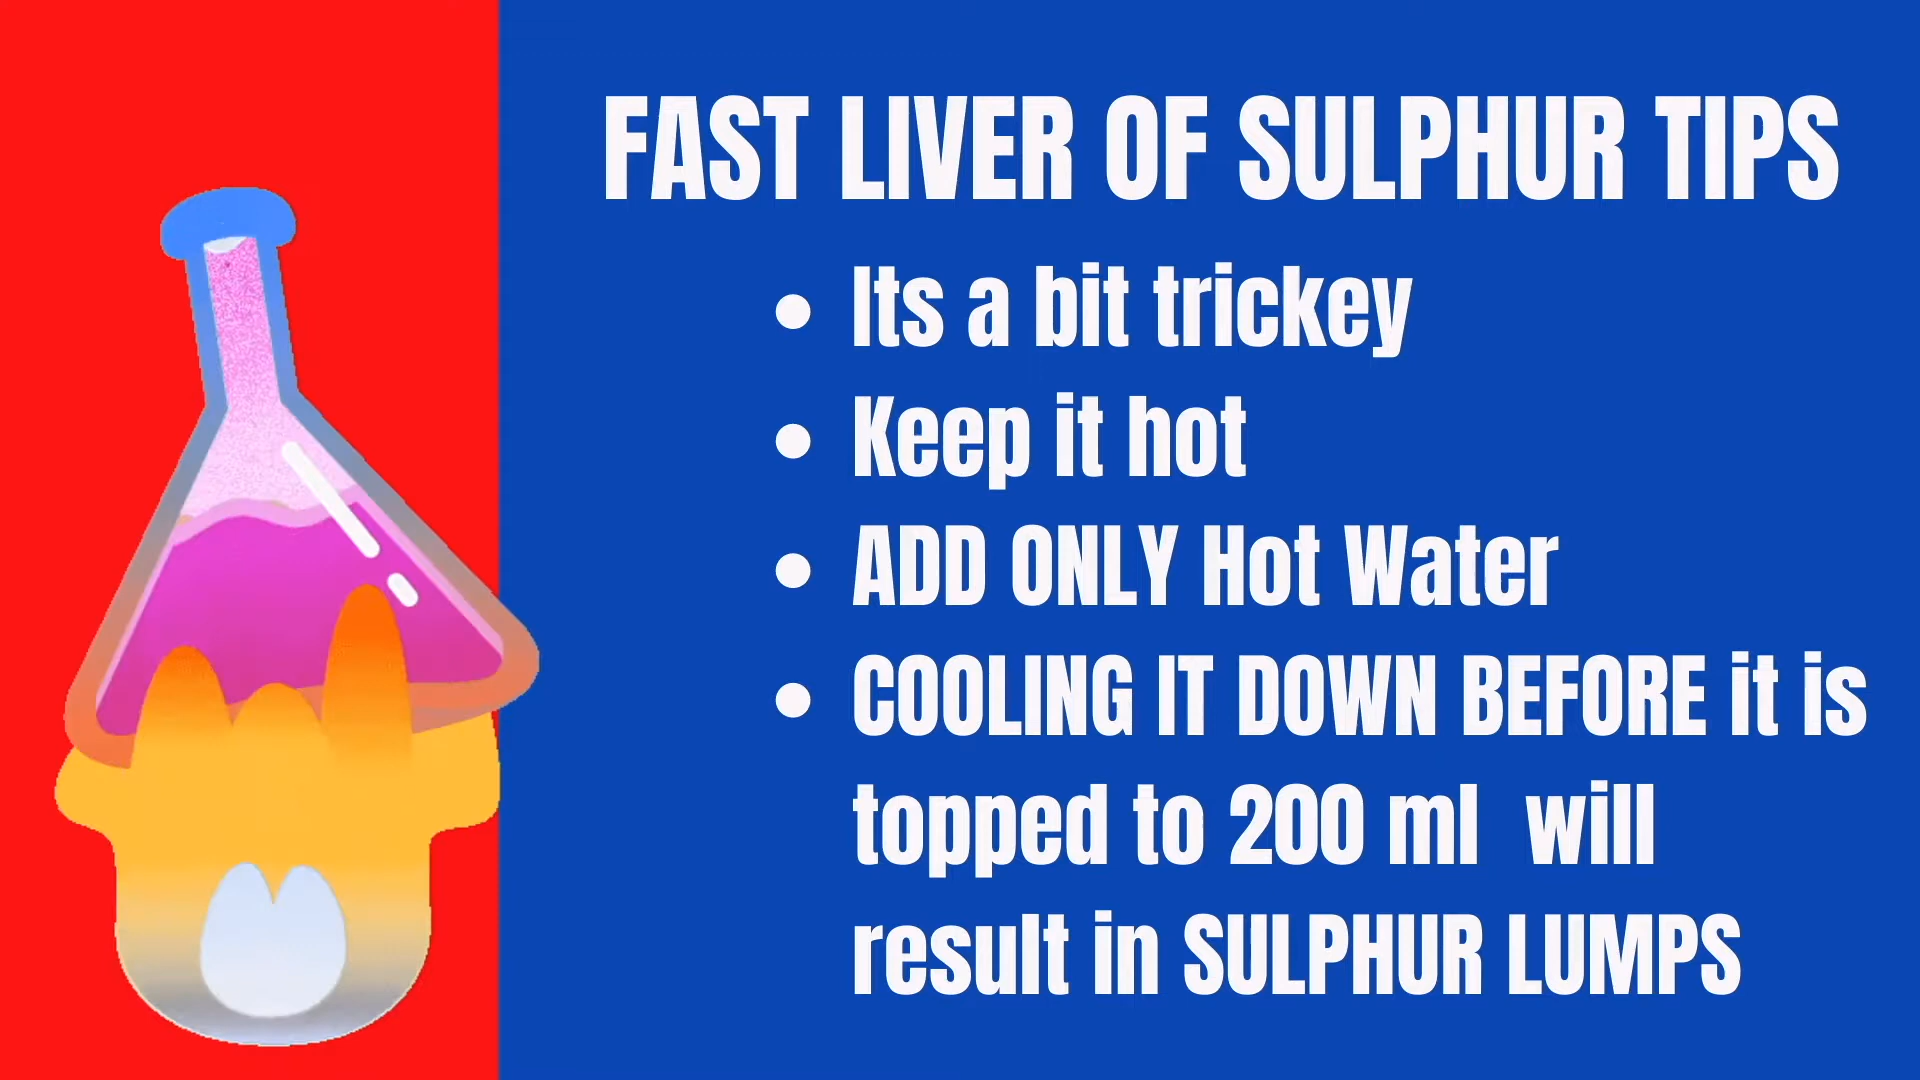 FAST LIVER OF SULPHUR TIPS
• Its a bit trickey
• Keep it hot
• ADD ONLY Hot Water
• COOLING IT DOWN BEFORE it is
topped to 200 ml  will
result in SULPHUR LUMPS